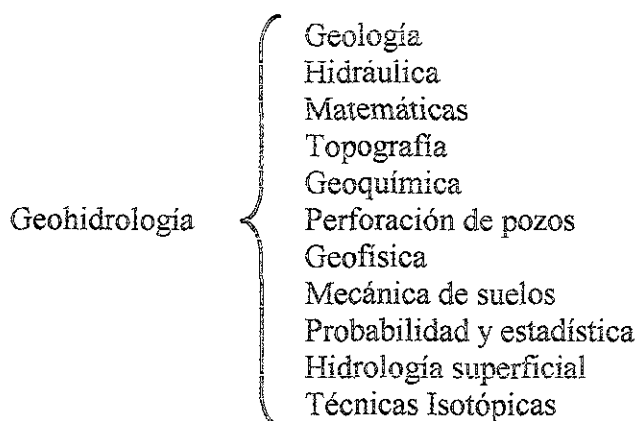 Geología
Hidráulica
Matemáticas
Topografía
Geoquímica
Geohidrología
Perforación de pozos
Geofísica
Mecánica de suelos
Probabilidad y estadística
Hidrología superficial
Técnicas Isotópicas